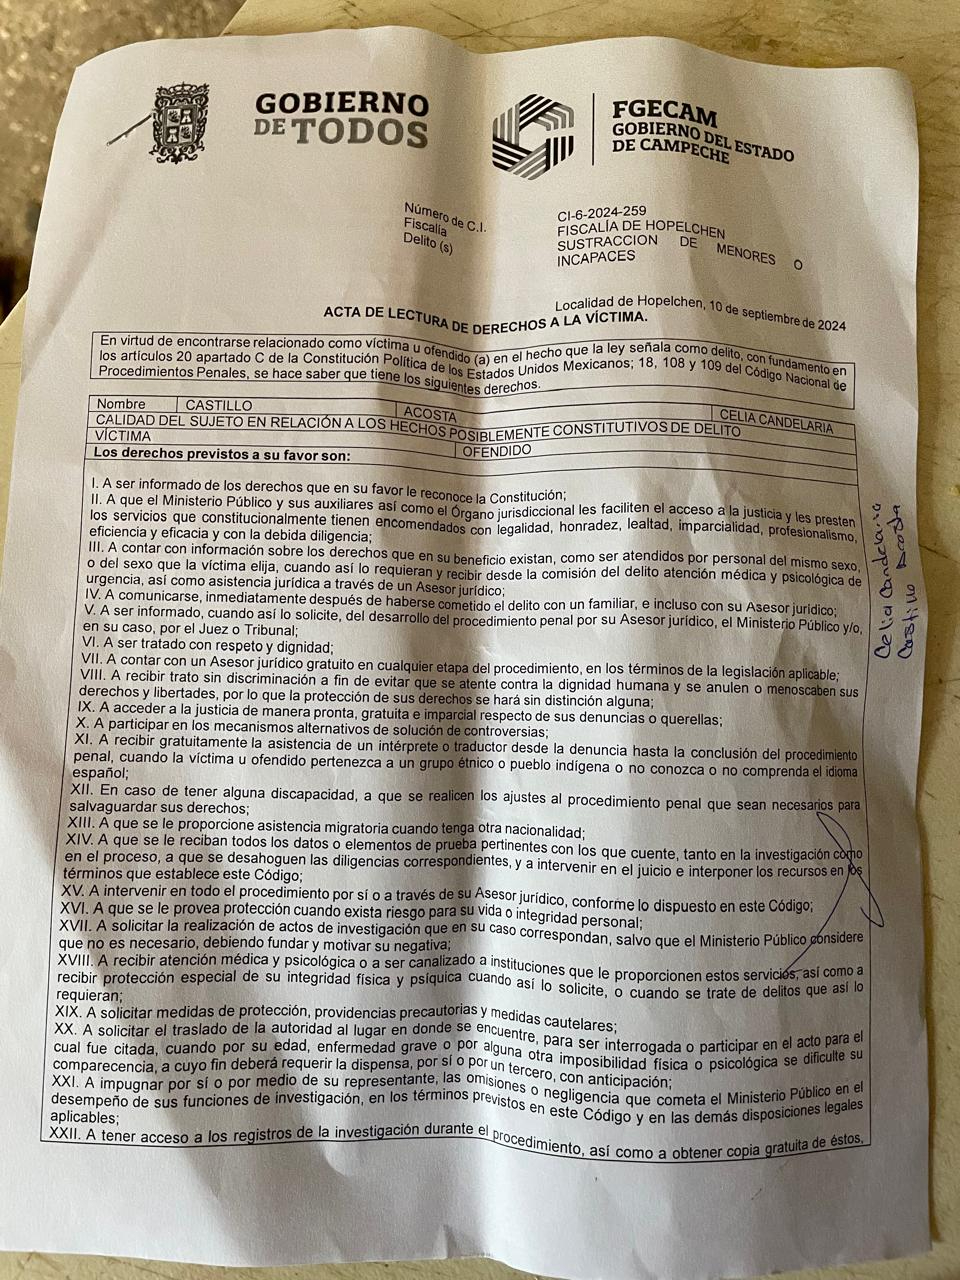 GOBIERNO
DE TODOS
FGECAM
GOBIERNO DEL ESTADO
DE CAMPECHE
Número de C.I.
Fiscalía
Delito (s)
CI-6-2024-259
FISCALÍA DE HOPELCHEN
SUSTRACCION DE MENORES O
INCAPACES
Localidad de Hopelchen, 10 de septiembre de 2024
ACTA DE LECTURA DE DERECHOS A LA VÍCTIMA.
En virtud de encontrarse relacionado como víctima u ofendido (a) en el hecho que la ley señala como delito, con fundamento en
los artículos 20 apartado C de la Constitución Política de los Estados Unidos Mexicanos; 18, 108 y 109 del Código Nacional de
Procedimientos Penales, se hace saber que tiene los siguientes derechos.
Nombre CASTILLO ACOSTA CELIA CANDELARIA
CALIDAD DEL SUJETO EN RELACIÓN A LOS HECHOS POSIBLEMENTE CONSTITUTIVOS DE DELITO
VÍCTIMA OFENDIDO
Los derechos previstos a su favor son:
I. A ser informado de los derechos que en su favor le reconoce la Constitución;
II. A que el Ministerio Público y sus auxiliares así como el Órgano jurisdiccional les faciliten el acceso a la justicia y les presten
los servicios que constitucionalmente tienen encomendados con legalidad, honradez, lealtad, imparcialidad, profesionalismo,
eficiencia y eficacia y con la debida diligencia;
III. A contar con información sobre los derechos que en su beneficio existan, como ser atendidos por personal del mismo sexo,
o del sexo que la víctima elija, cuando así lo requieran y recibir desde la comisión del delito atención médica y psicológica de
urgencia, así como asistencia jurídica a través de un Asesor jurídico;
IV. A comunicarse, inmediatamente después de haberse cometido el delito con un familiar, e incluso con su Asesor jurídico;
V. A ser informado, cuando así lo solicite, del desarrollo del procedimiento penal por su Asesor jurídico, el Ministerio Público y/o,
en su caso, por el Juez o Tribunal;
VI. A ser tratado con respeto y dignidad;
VII. A contar con un Asesor jurídico gratuito en cualquier etapa del procedimiento, en los términos de la legislación aplicable;
VIII. A recibir trato sin discriminación a fin de evitar que se atente contra la dignidad humana y se anulen o menoscaben sus
derechos y libertades, por lo que la protección de sus derechos se hará sin distinción alguna;
IX. A acceder a la justicia de manera pronta, gratuita e imparcial respecto de sus denuncias o querellas;
X. A participar en los mecanismos alternativos de solución de controversias;
XI. A recibir gratuitamente la asistencia de un intérprete o traductor desde la denuncia hasta la conclusión del procedimiento
penal, cuando la víctima u ofendido pertenezca a un grupo étnico o pueblo indígena o no conozca o no comprenda el idioma
español;
XII. En caso de tener alguna discapacidad, a que se realicen los ajustes al procedimiento penal que sean necesarios para
salvaguardar sus derechos;
XIII. A que se le proporcione asistencia migratoria cuando tenga otra nacionalidad;
XIV. A que se le reciban todos los datos o elementos de prueba pertinentes con los que cuente, tanto en la investigación como
en el proceso, a que se desahoguen las diligencias correspondientes, y a intervenir en el juicio e interponer los recursos en los
términos que establece este Código;
XV. A intervenir en todo el procedimiento por sí o a través de su Asesor jurídico, conforme lo dispuesto en este Código;
XVI. A que se le provea protección cuando exista riesgo para su vida o integridad personal;
XVII. A solicitar la realización de actos de investigación que en su caso correspondan, salvo que el Ministerio Público considere
que no es necesario, debiendo fundar y motivar su negativa;
XVIII. A recibir atención médica y psicológica o a ser canalizado a instituciones que le proporcionen estos servicios, así como a
recibir protección especial de su integridad física y psíquica cuando así lo solicite, o cuando se trate de delitos que así lo
requieran;
XIX. A solicitar medidas de protección, providencias precautorias y medidas cautelares;
XX. A solicitar el traslado de la autoridad al lugar en donde se encuentre, para ser interrogada o participar en el acto para el
cual fue citada, cuando por su edad, enfermedad grave o por alguna otra imposibilidad física o psicológica se dificulte su
comparecencia, a cuyo fin deberá requerir la dispensa, por sí o por un tercero, con anticipación;
XXI. A impugnar por sí o por medio de su representante, las omisiones o negligencia que cometa el Ministerio Público en el
desempeño de sus funciones de investigación, en los términos previstos en este Código y en las demás disposiciones legales
aplicables;
XXII. A tener acceso a los registros de la investigación durante el procedimiento, así como a obtener copia gratuita de éstos,
Celia Candelaria
Castillo Acosta